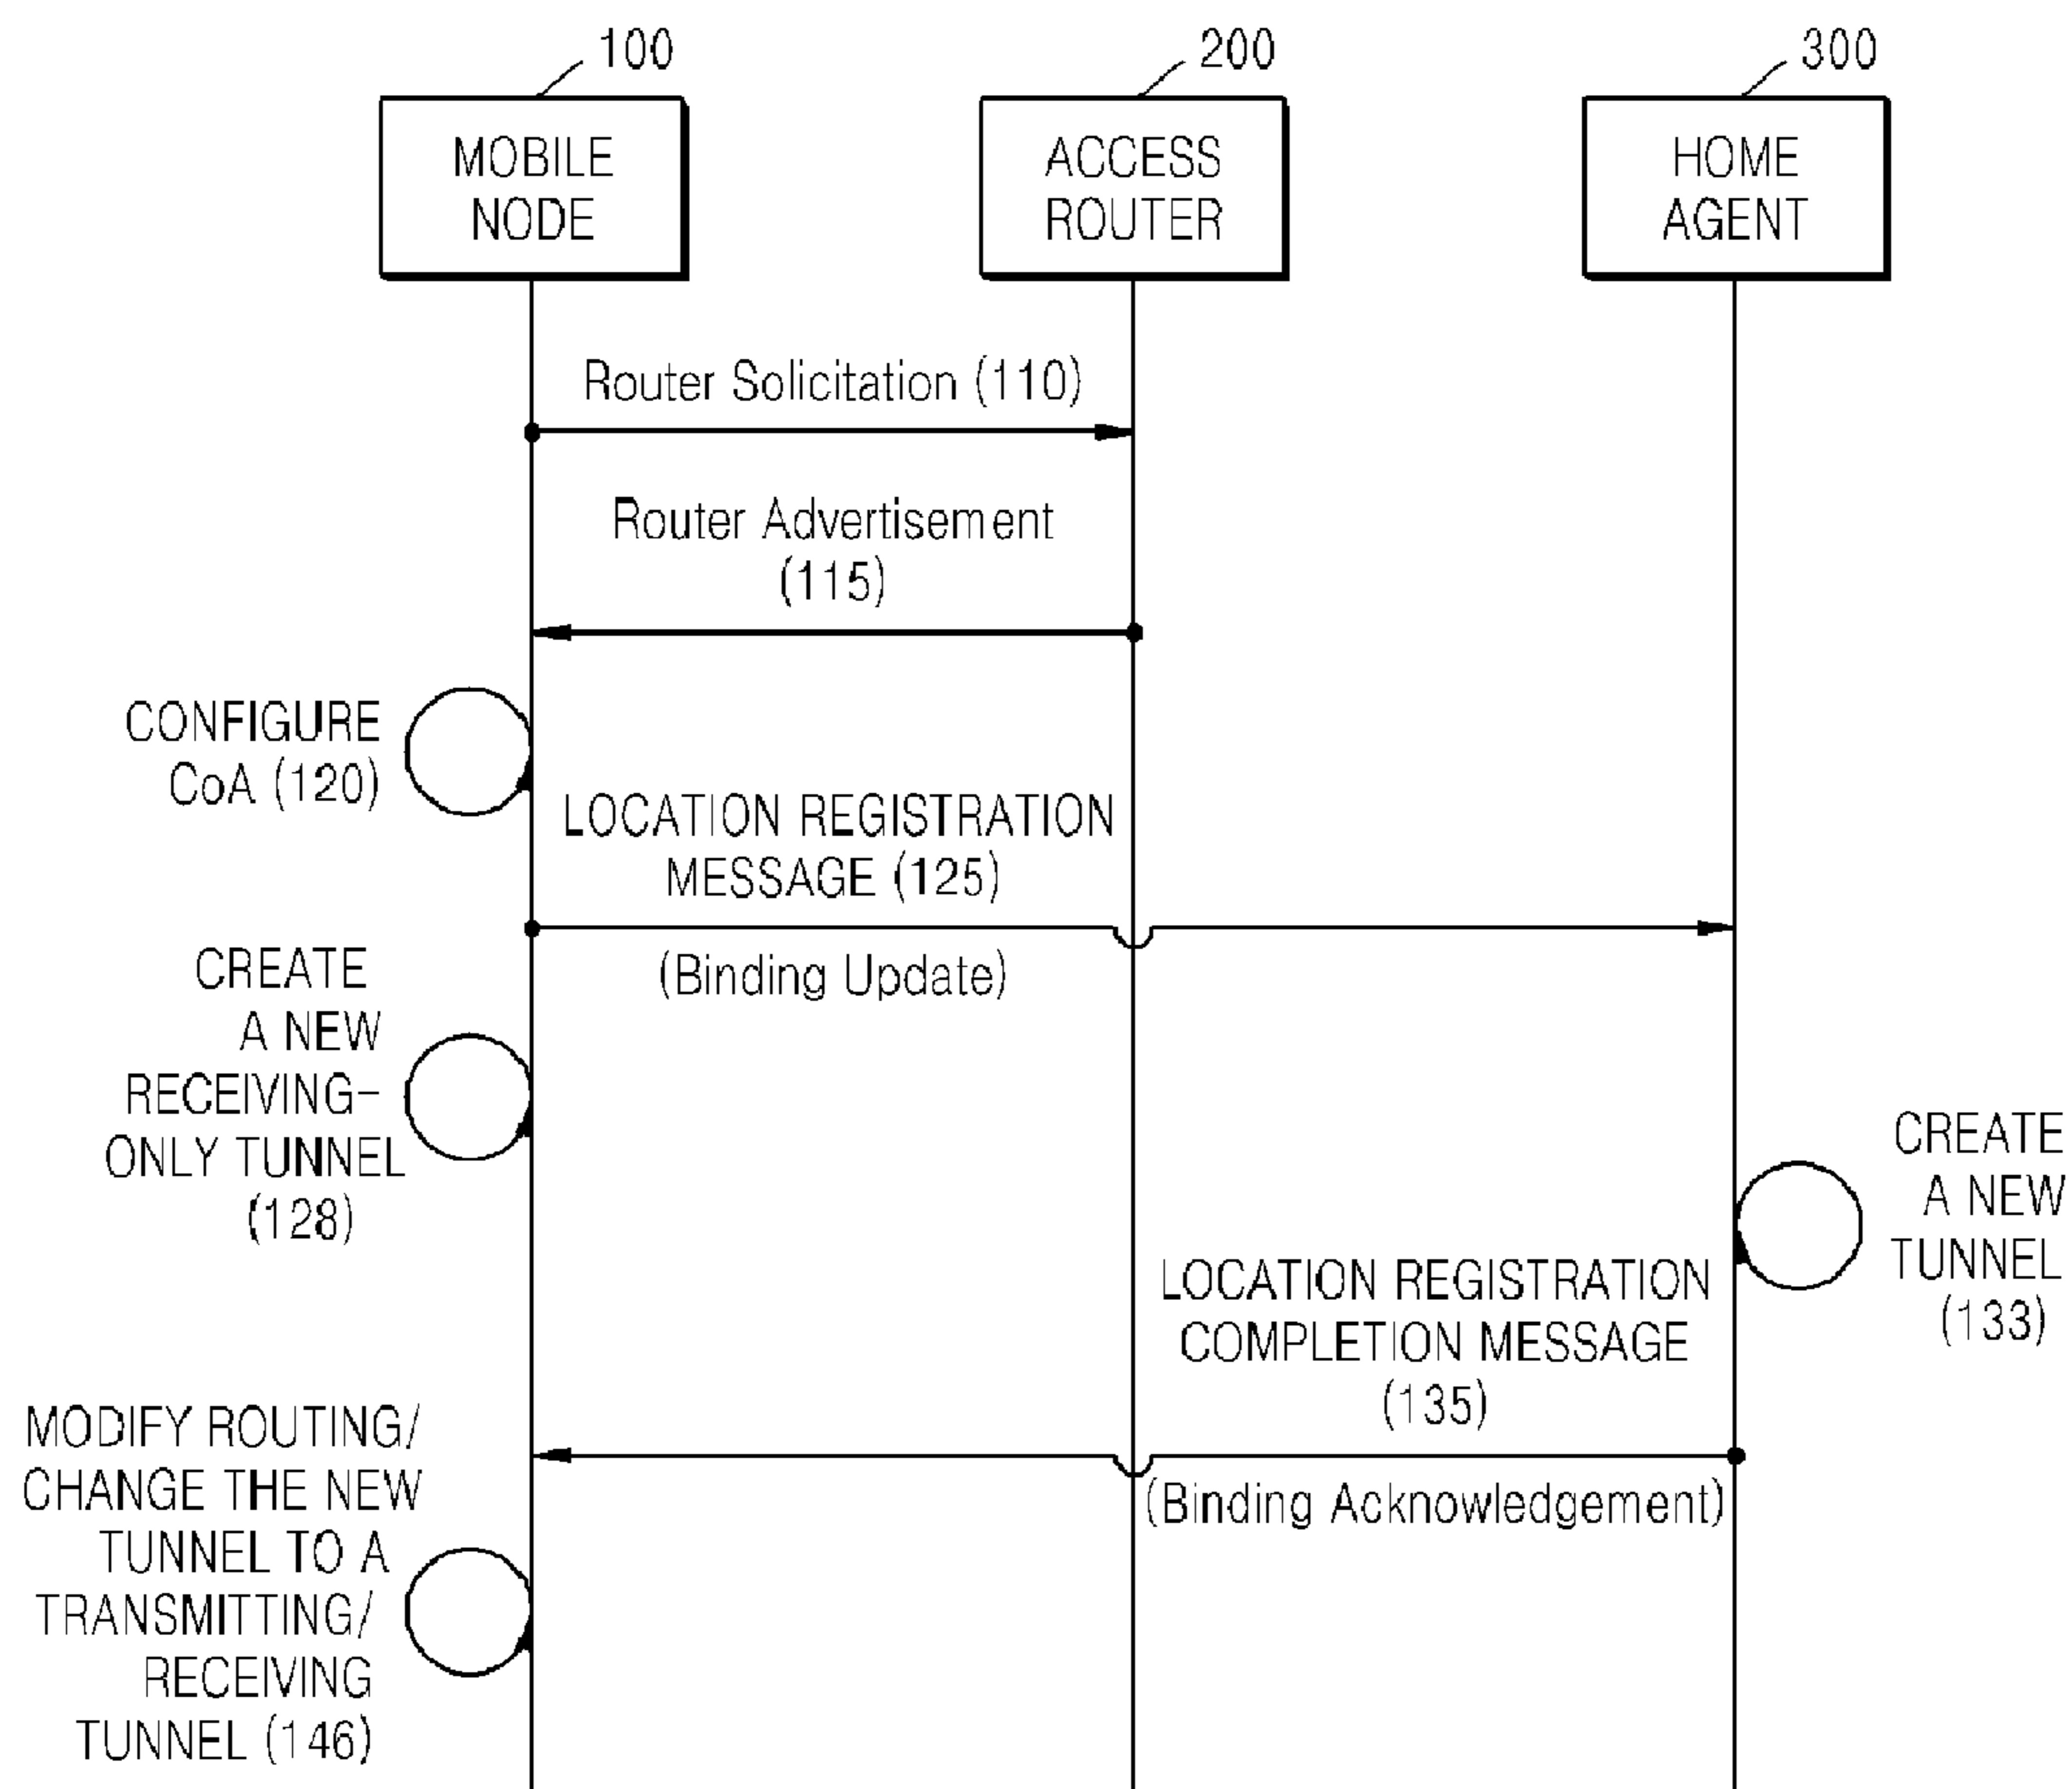 100
200
300
MOBILE
NODE
ACCESS
ROUTER
HOME
AGENT
Router Solicitation (110)
Router Advertisement
(115)
CONFIGURE
CoA (120)
LOCATION REGISTRATION
MESSAGE (125)
(Binding Update)
CREATE
A NEW
RECEIVING-
ONLY TUNNEL
(128)
CREATE
A NEW
TUNNEL
(133)
LOCATION REGISTRATION
COMPLETION MESSAGE
(135)
(Binding Acknowledgement)
MODIFY ROUTING/
CHANGE THE NEW
TUNNEL TO A
TRANSMITTING/
RECEIVING
TUNNEL (146)